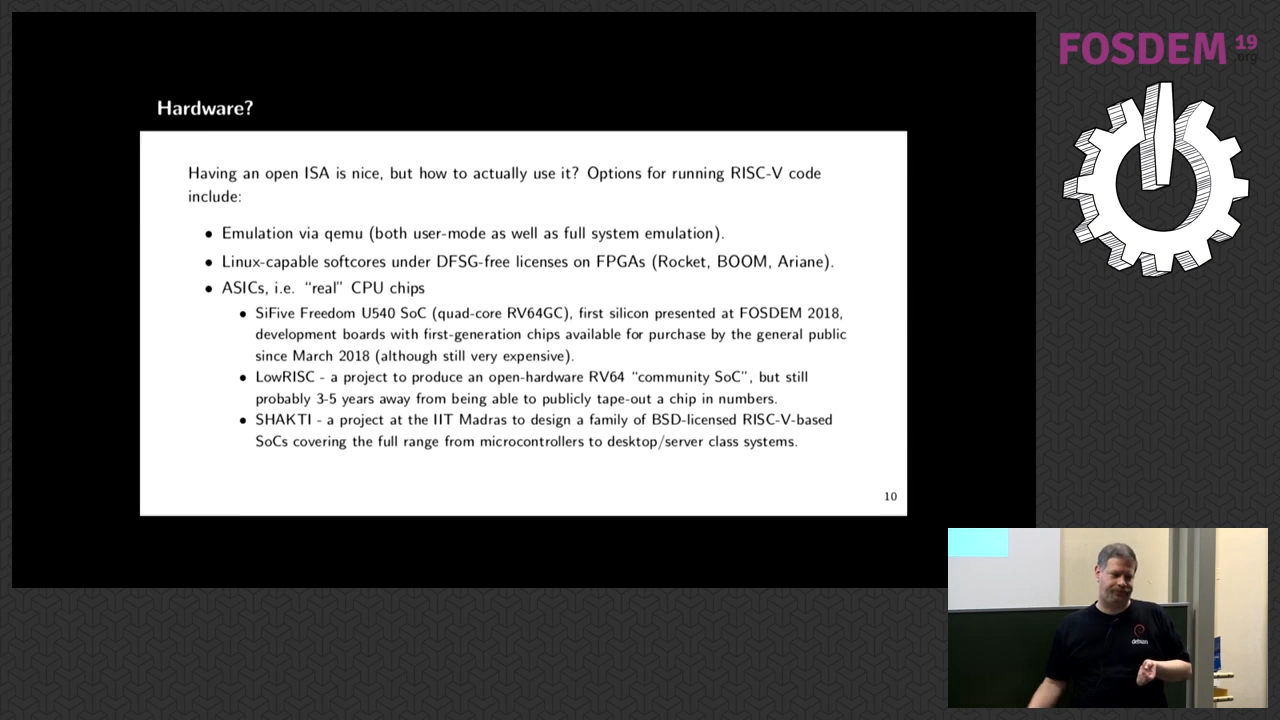 FOSDEM 19
.org
Hardware?
Having an open ISA is nice, but how to actually use it? Options for running RISC-V code
include:
• Emulation via qemu (both user-mode as well as full system emulation).
• Linux-capable softcores under DFSG-free licenses on FPGAs (Rocket, BOOM, Ariane).
• ASICs, i.e. “real” CPU chips
• SiFive Freedom U540 SoC (quad-core RV64GC), first silicon presented at FOSDEM 2018,
development boards with first-generation chips available for purchase by the general public
since March 2018 (although still very expensive).
• LowRISC - a project to produce an open-hardware RV64 “community SoC”, but still
probably 3-5 years away from being able to publicly tape-out a chip in numbers.
• SHAKTI - a project at the IIT Madras to design a family of BSD-licensed RISC-V-based
SoCs covering the full range from microcontrollers to desktop/server class systems.
10
debian